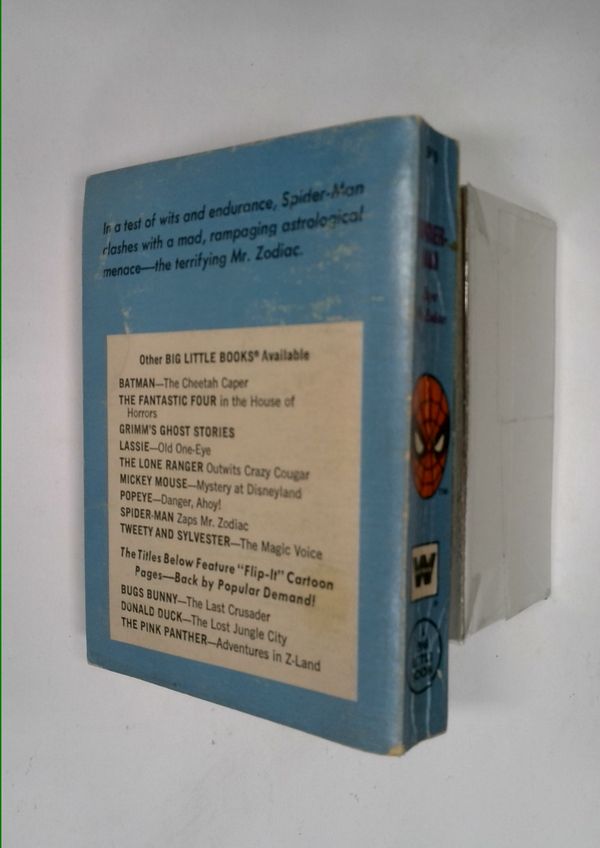 In a test of wits and endurance, Spider-Man
clashes with a mad, rampaging astrological
menace—the terrifying Mr. Zodiac.
Other BIG LITTLE BOOKS® Available
BATMAN—The Cheetah Caper
THE FANTASTIC FOUR in the House of
Horrors
GRIMM'S GHOST STORIES
LASSIE—Old One-Eye
THE LONE RANGER Outwits Crazy Cougar
MICKEY MOUSE—Mystery at Disneyland
POPEYE—Danger, Ahoy!
SPIDER-MAN Zaps Mr. Zodiac
TWEETY AND SYLVESTER—The Magic Voice
The Titles Below Feature "Flip-It" Cartoon
Pages—Back by Popular Demand!
BUGS BUNNY—The Last Crusader
DONALD DUCK—The Lost Jungle City
THE PINK PANTHER—Adventures in Z-Land
W